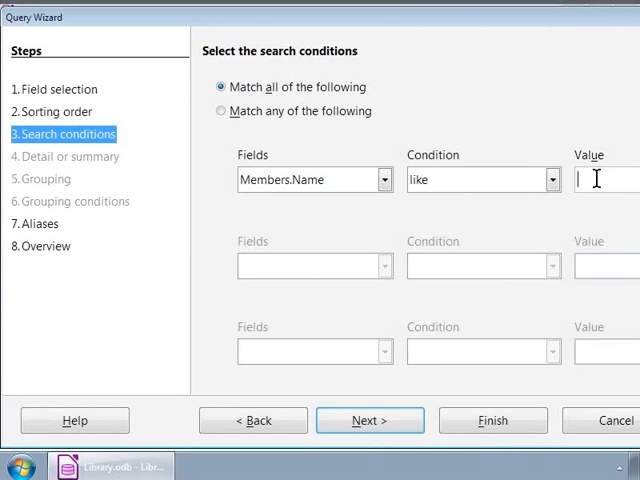 Query Wizard
Steps
1. Field selection
2. Sorting order
3. Search conditions
4. Detail or summary
5. Grouping
6. Grouping conditions
7. Aliases
8. Overview
Select the search conditions
Match all of the following
Match any of the following
Fields Condition Value
Members.Name like
Fields Condition Value
Fields Condition Value
Help < Back Next > Finish Cancel
Library.odb - Libr...